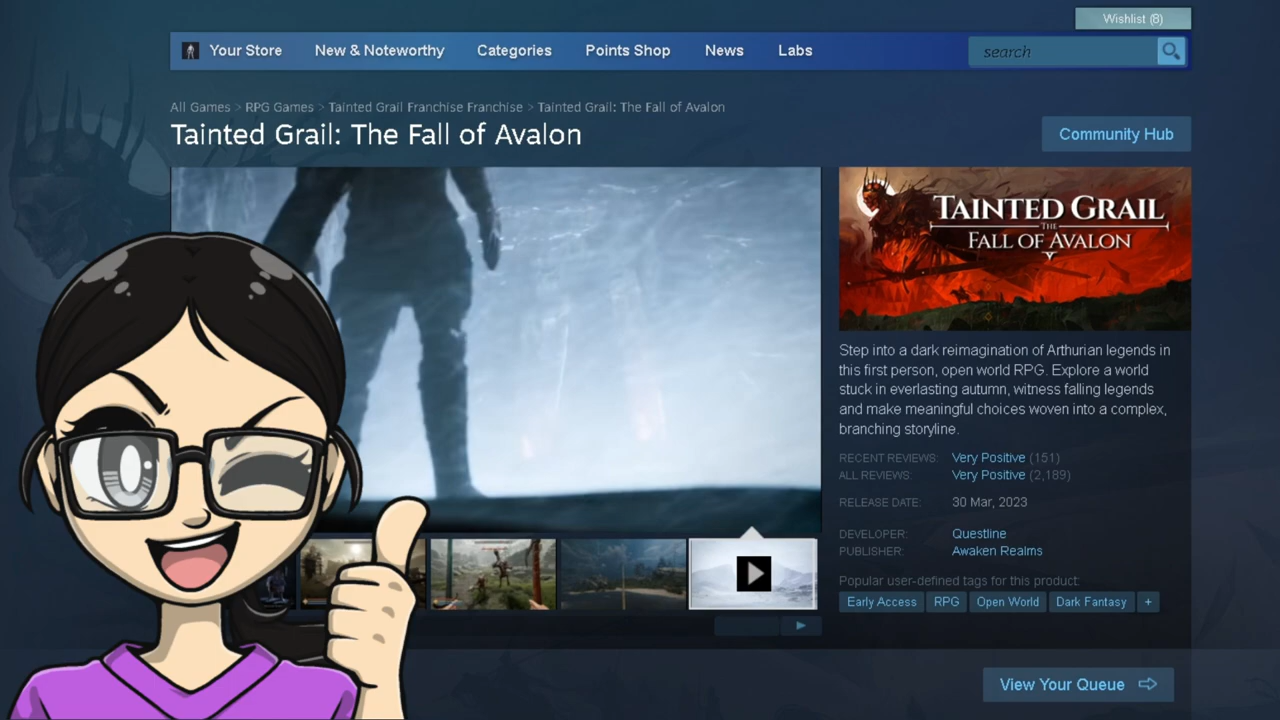 Wishlist (8)
Your Store New & Noteworthy Categories Points Shop News Labs search
All Games > RPG Games > Tainted Grail Franchise Franchise > Tainted Grail: The Fall of Avalon
Tainted Grail: The Fall of Avalon
Community Hub
TAINTED GRAIL
THE
FALL OF AVALON
Step into a dark reimagination of Arthurian legends in
this first person, open world RPG. Explore a world
stuck in everlasting autumn, witness falling legends
and make meaningful choices woven into a complex,
branching storyline.
RECENT REVIEWS: Very Positive (151)
ALL REVIEWS: Very Positive (2,189)
RELEASE DATE: 30 Mar, 2023
DEVELOPER: Questline
PUBLISHER: Awaken Realms
Popular user-defined tags for this product:
Early Access RPG Open World Dark Fantasy +
View Your Queue